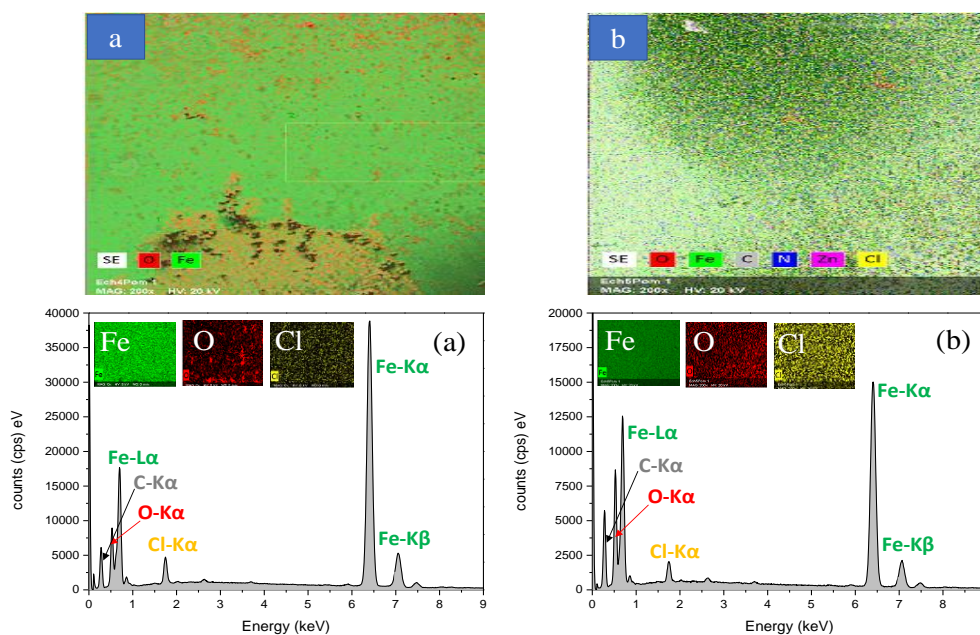 a
SE O Fe
Ech4Pom 1
MAG: 200x HV: 20 kV
b
SE O Fe C N Zn Cl
Ech5Pom 1
MAG: 200x HV: 20 kV
40000
35000
30000
25000
20000
15000
10000
5000
0
counts (cps) eV
Fe O Cl
(a)
Fe-Kα
Fe-Lα
C-Kα
O-Kα
Cl-Kα
Fe-Kβ
0 1 2 3 4 5 6 7 8 9
Energy (keV)
20000
17500
15000
12500
10000
7500
5000
2500
0
counts (cps) eV
Fe O Cl
(b)
Fe-Kα
Fe-Lα
C-Kα
O-Kα
Cl-Kα
Fe-Kβ
0 2 4 6 8
Energy (keV)